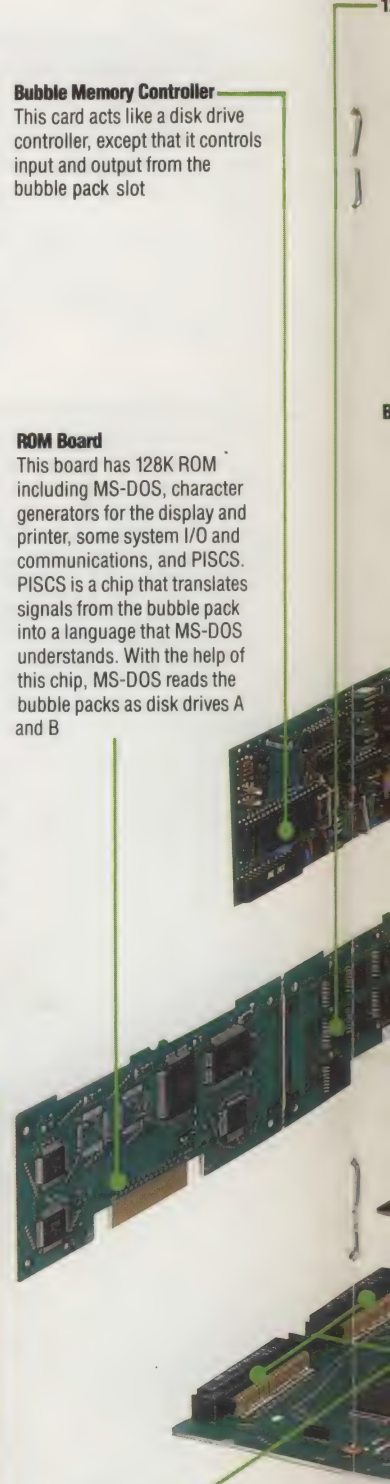 Bubble Memory Controller
This card acts like a disk drive
controller, except that it controls
input and output from the
bubble pack slot
ROM Board
This board has 128K ROM
including MS-DOS, character
generators for the display and
printer, some system I/O and
communications, and PISCS.
PISCS is a chip that translates
signals from the bubble pack
into a language that MS-DOS
understands. With the help of
this chip, MS-DOS reads the
bubble packs as disk drives A
and B